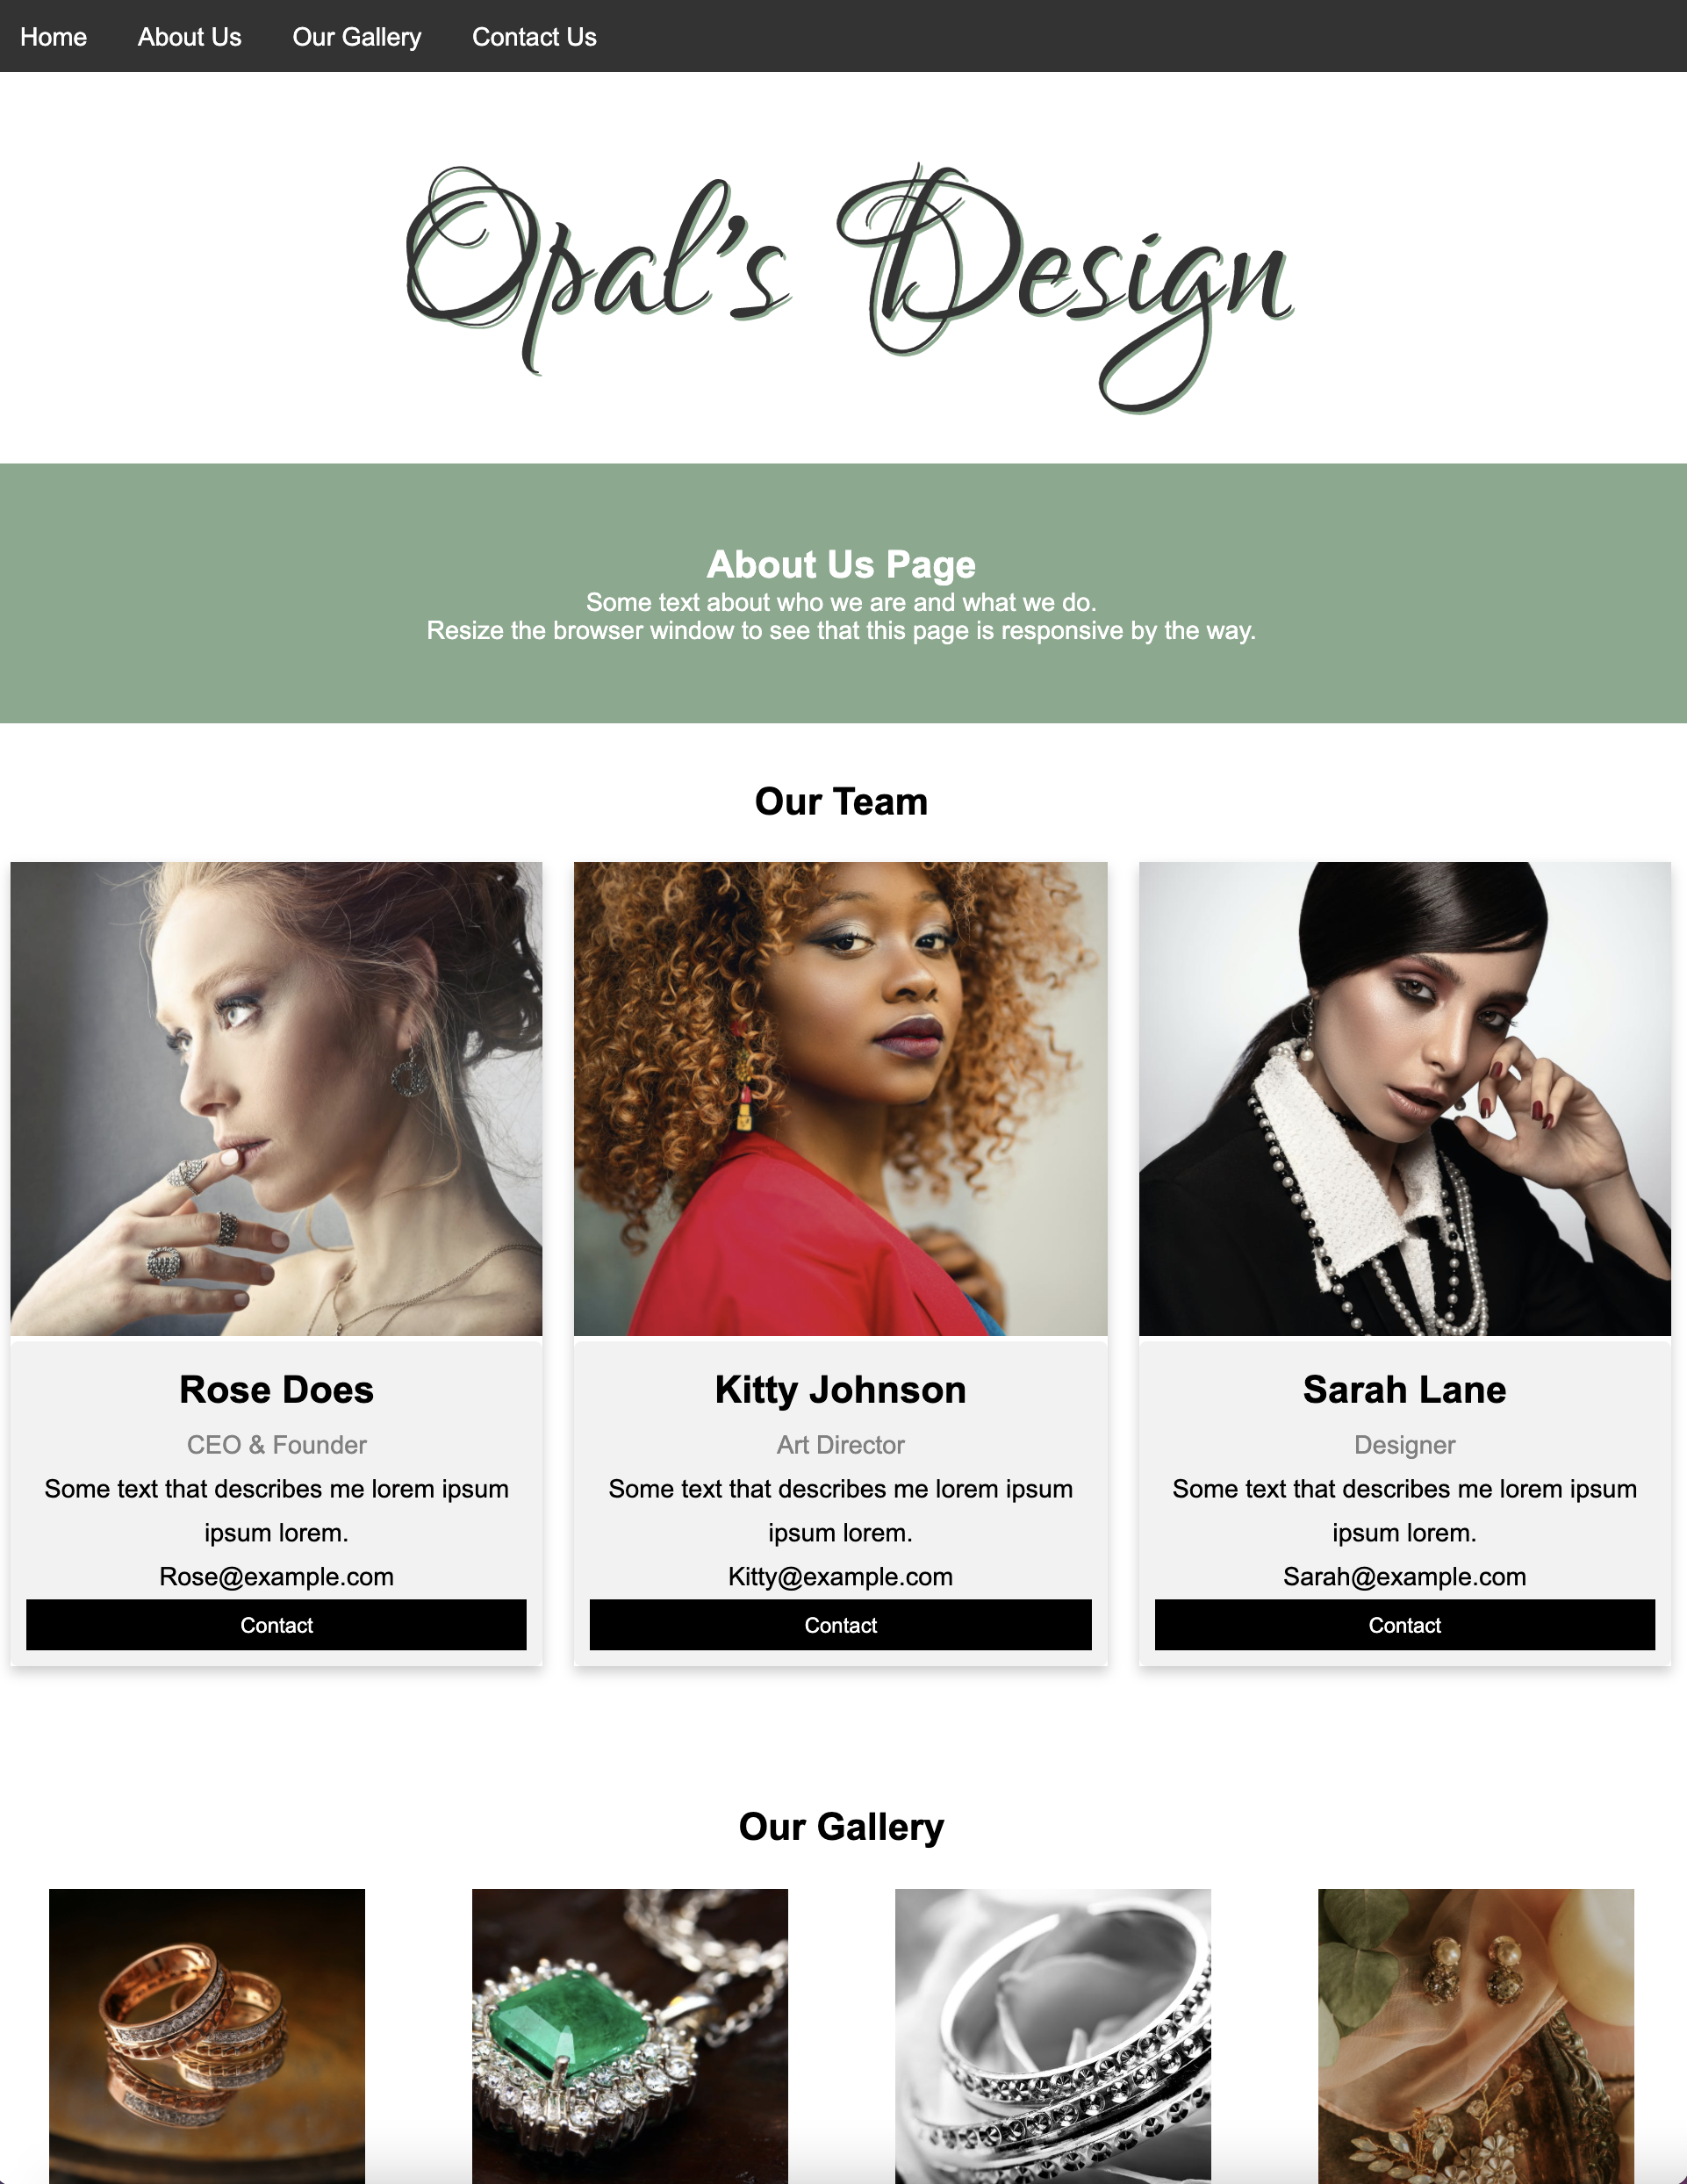 Home About Us Our Gallery Contact Us
Opal's Design
About Us Page
Some text about who we are and what we do.
Resize the browser window to see that this page is responsive by the way.
Our Team
Rose Does
CEO & Founder
Some text that describes me lorem ipsum
ipsum lorem.
Rose@example.com
Contact
Kitty Johnson
Art Director
Some text that describes me lorem ipsum
ipsum lorem.
Kitty@example.com
Contact
Sarah Lane
Designer
Some text that describes me lorem ipsum
ipsum lorem.
Sarah@example.com
Contact
Our Gallery